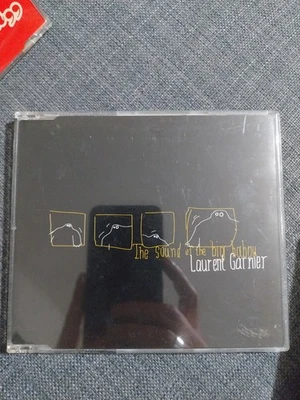 The sound of the big babou
Laurent Garnier